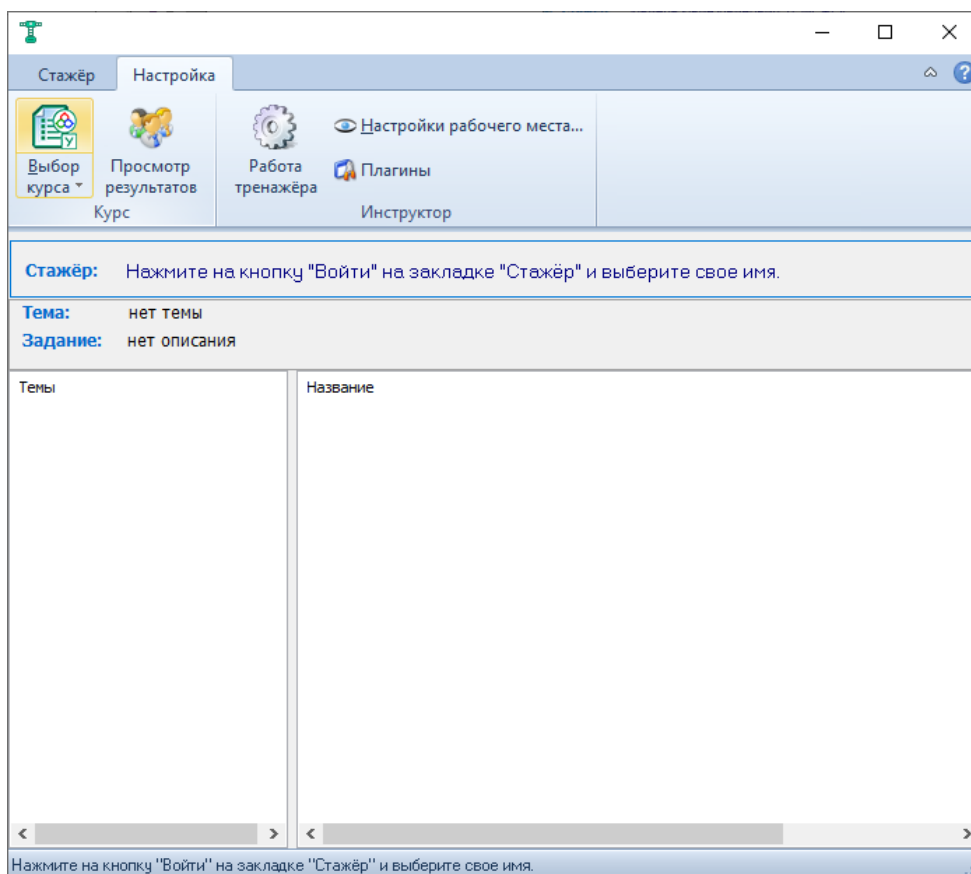 Стажёр Настройка
Выбор курса
Просмотр результатов
Работа тренажёра
Настройки рабочего места...
Плагины
Курс
Инструктор
Стажёр: Нажмите на кнопку "Войти" на закладке "Стажёр" и выберите свое имя.
Тема: нет темы
Задание: нет описания
Темы
Название
Нажмите на кнопку "Войти" на закладке "Стажёр" и выберите свое имя.